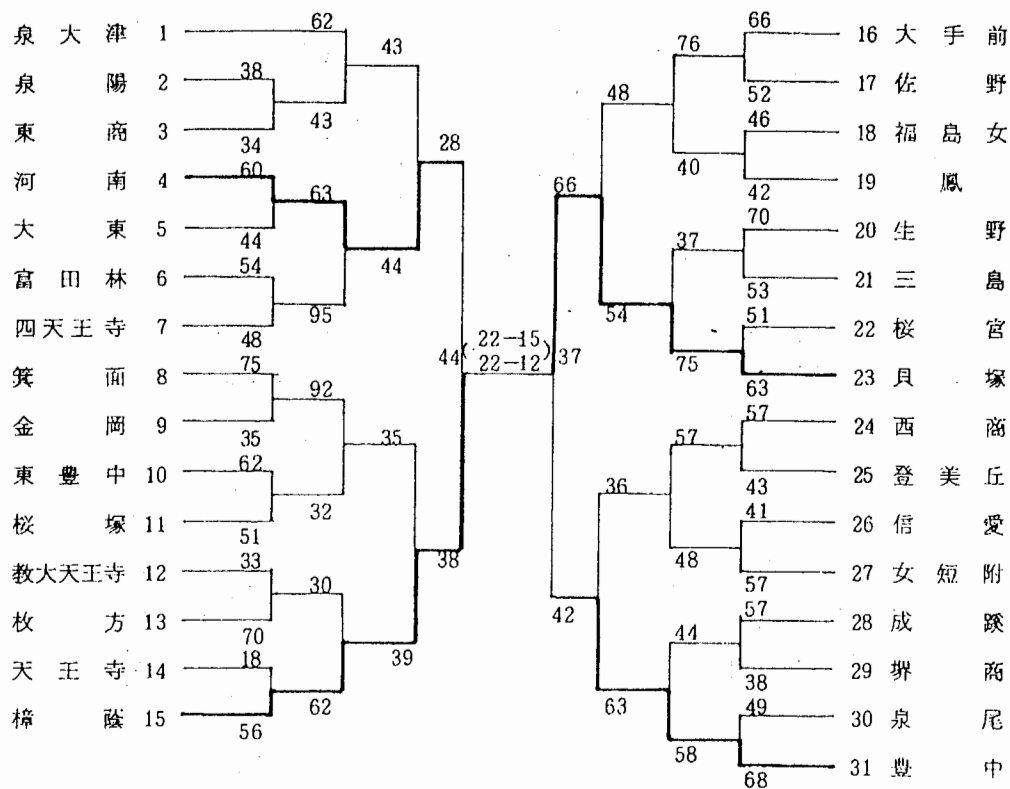 泉大津 1
泉陽 2
東商 3
河南 4
大東 5
富田林 6
四天王寺 7
箕面 8
金岡 9
東豊中 10
桜塚 11
教大天王寺 12
枚方 13
天王寺 14
樟蔭 15
62
38
34
60
44
54
48
75
35
62
51
33
70
18
56
43
63
95
92
32
30
62
43
44
35
39
28
38
44
(22-15
22-12)
37
66
42
48
54
36
63
76
40
37
75
57
48
44
58
66
52
46
42
70
53
51
63
57
43
41
57
57
38
49
68
16 大手前
17 佐野
18 福島女
19 鳳
20 生野
21 三島
22 桜宮
23 貝塚
24 西商
25 登美丘
26 信愛
27 女短附
28 成蹊
29 堺商
30 泉尾
31 豊中